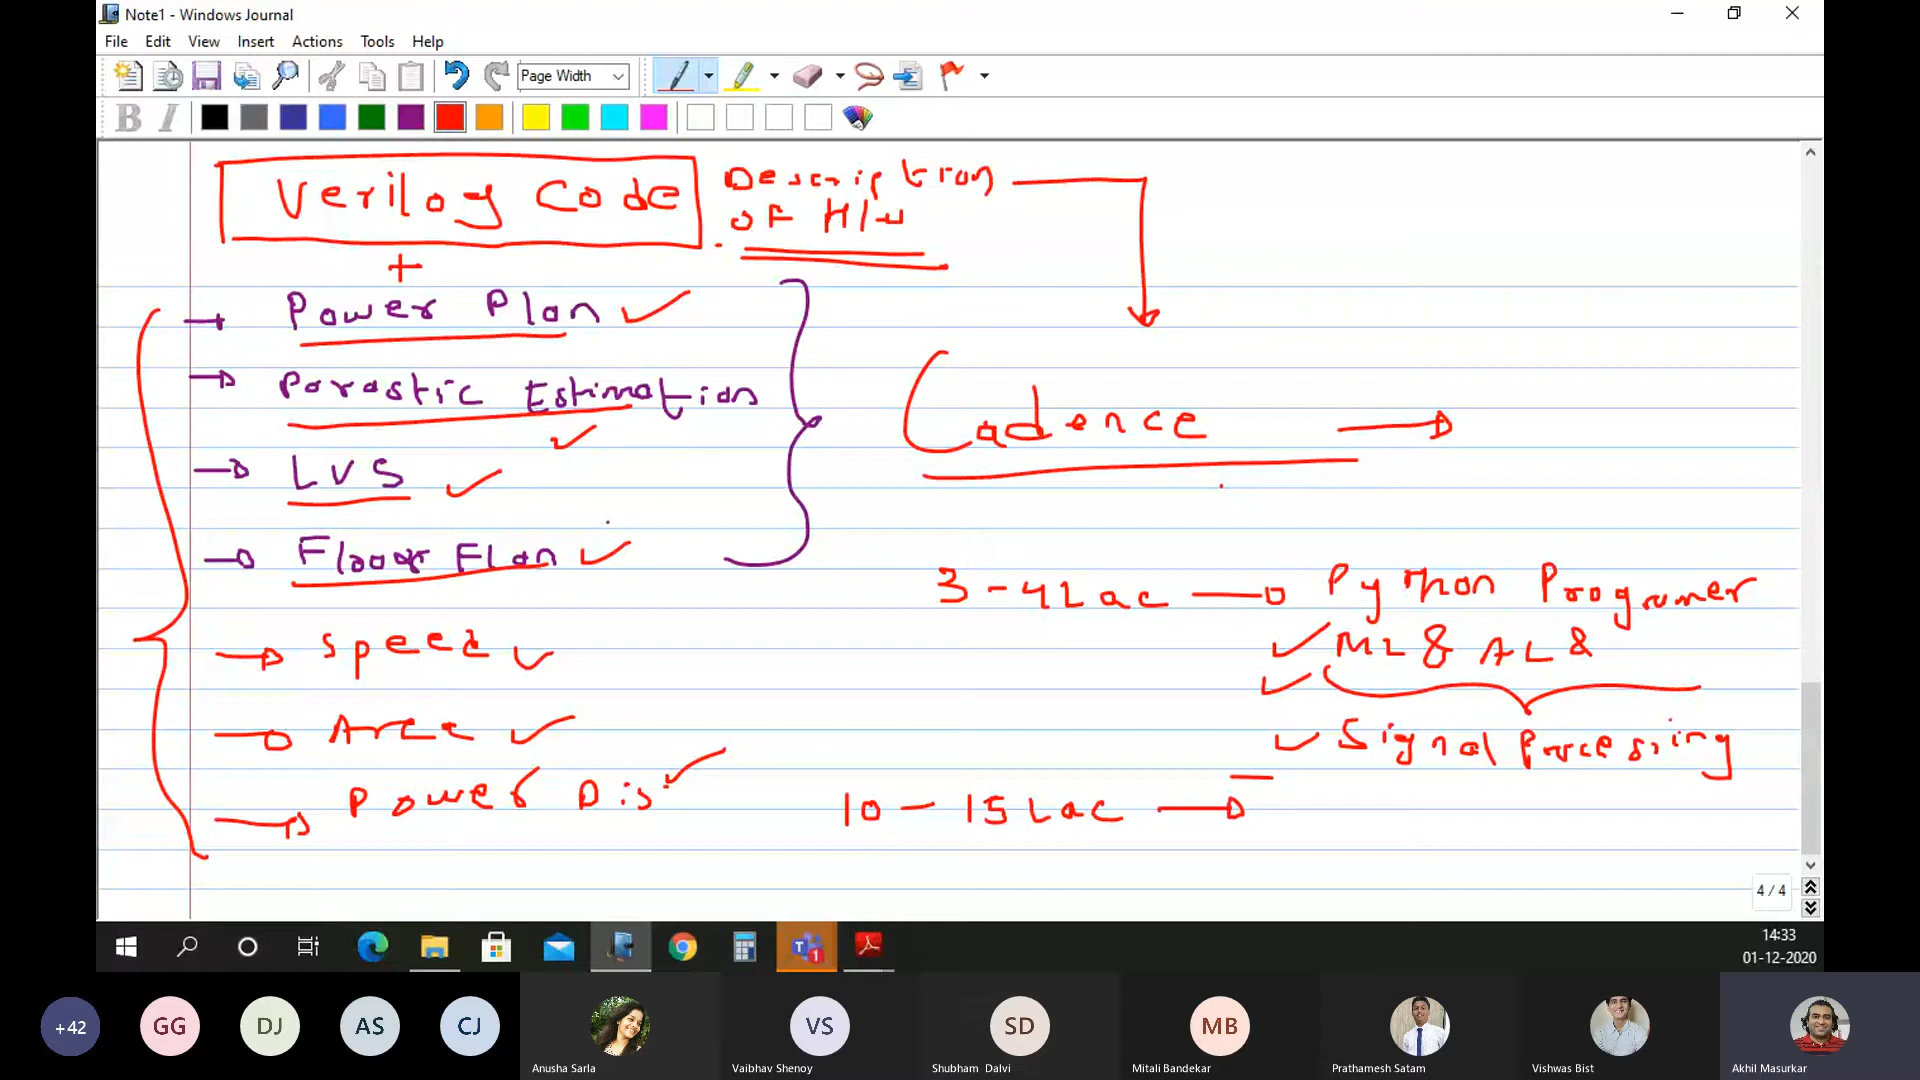 Note1 - Windows Journal
File Edit View Insert Actions Tools Help
Page Width
B I
Verilog Code
Description
OF H/W
+
Power Plan
Parastic Estimation
LVS
Floor Flan
Speed
Area
Power Dis
Cadence
3-4 Lac
Python Programer
ML & AL &
Signal Processing
10 - 15 Lac
4 / 4
1
14:33
01-12-2020
+42
GG
DJ
AS
CJ
VS
SD
MB
Anusha Sarla
Vaibhav Shenoy
Shubham Dalvi
Mitali Bandekar
Prathamesh Satam
Vishwas Bist
Akhil Masurkar